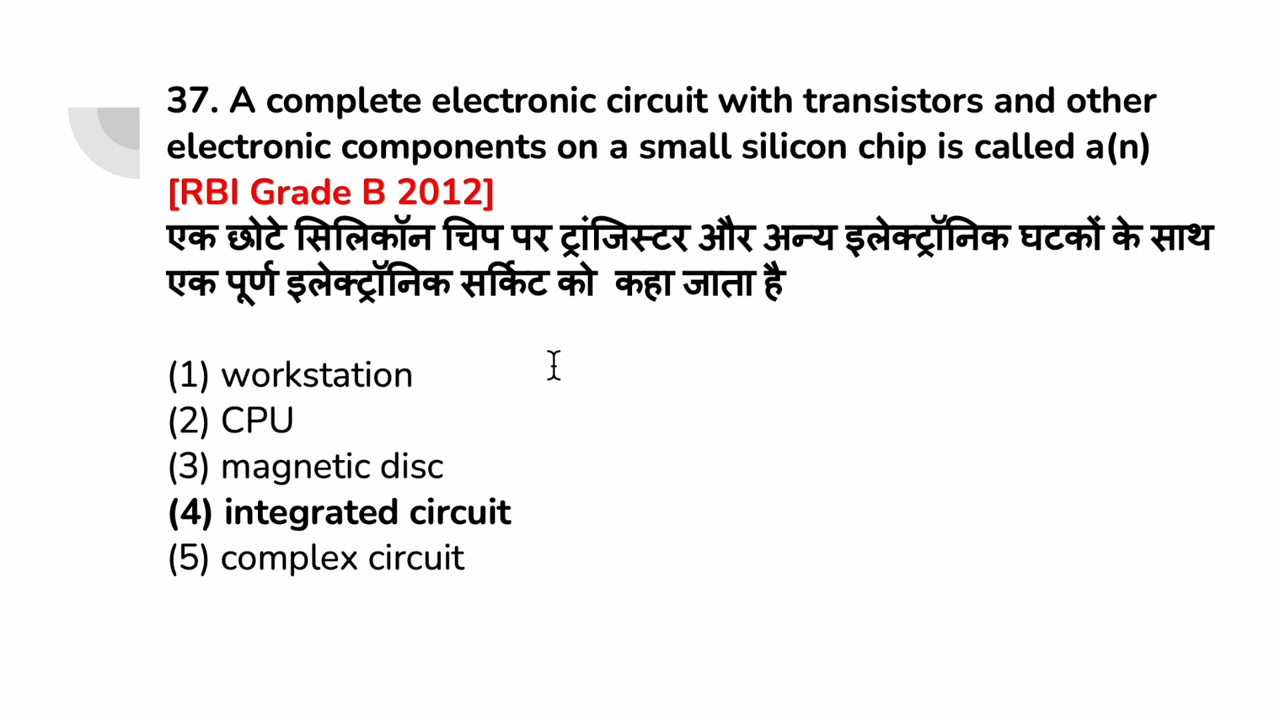 37. A complete electronic circuit with transistors and other
electronic components on a small silicon chip is called a(n)
[RBI Grade B 2012]
एक छोटे सिलिकॉन चिप पर ट्रांजिस्टर और अन्य इलेक्ट्रॉनिक घटकों के साथ
एक पूर्ण इलेक्ट्रॉनिक सर्किट को कहा जाता है
(1) workstation
(2) CPU
(3) magnetic disc
(4) integrated circuit
(5) complex circuit